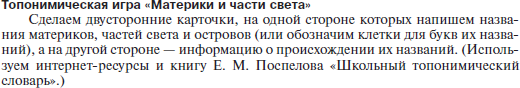 Топонимическая игра «Материки и части света»
Сделаем двусторонние карточки, на одной стороне которых напишем назва-
ния материков, частей света и островов (или обозначим клетки для букв их назва-
ний), а на другой стороне — информацию о происхождении их названий. (Исполь-
зуем интернет-ресурсы и книгу Е. М. Поспелова «Школьный топонимический
словарь».)